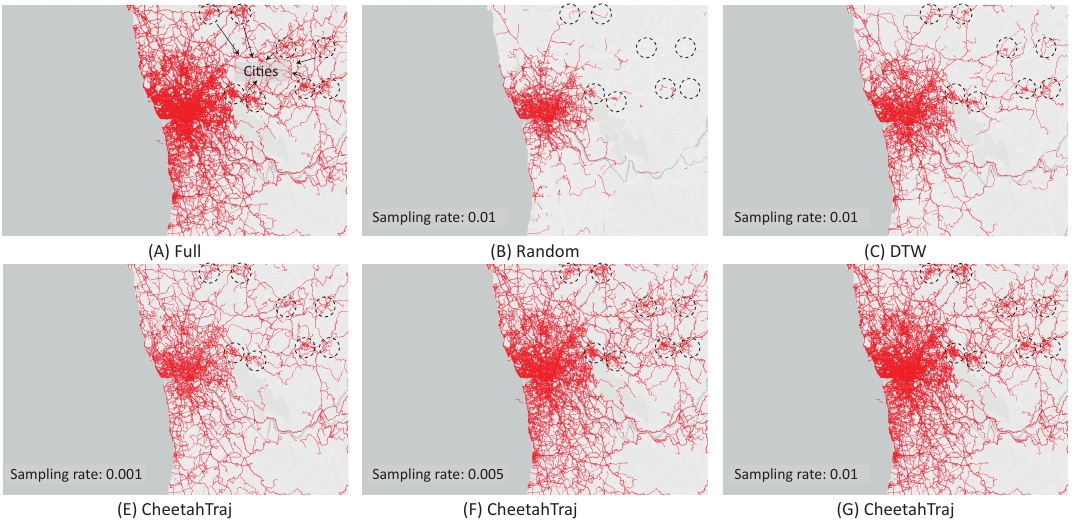 Cities
Sampling rate: 0.01
Sampling rate: 0.01
(A) Full
(B) Random
(C) DTW
Sampling rate: 0.001
Sampling rate: 0.005
Sampling rate: 0.01
(E) CheetahTraj
(F) CheetahTraj
(G) CheetahTraj